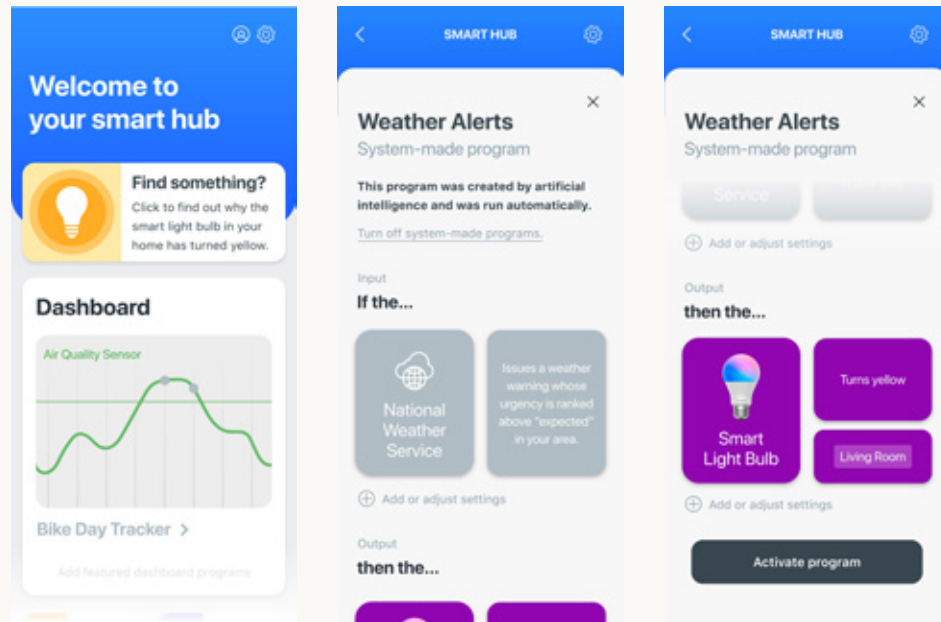 Welcome to
your smart hub
Find something?
Click to find out why the
smart light bulb in your
home has turned yellow.
Dashboard
Air Quality Sensor
Bike Day Tracker >
Add featured dashboard programs
SMART HUB
Weather Alerts
System-made program
This program was created by artificial
intelligence and was run automatically.
Turn off system-made programs.
Input
If the...
National
Weather
Service
Issues a weather
warning whose
urgency is ranked
above "expected"
in your area.
Add or adjust settings
Output
then the...
SMART HUB
Weather Alerts
System-made program
Service
Add or adjust settings
Output
then the...
Smart
Light Bulb
Turns yellow
Living Room
Add or adjust settings
Activate program